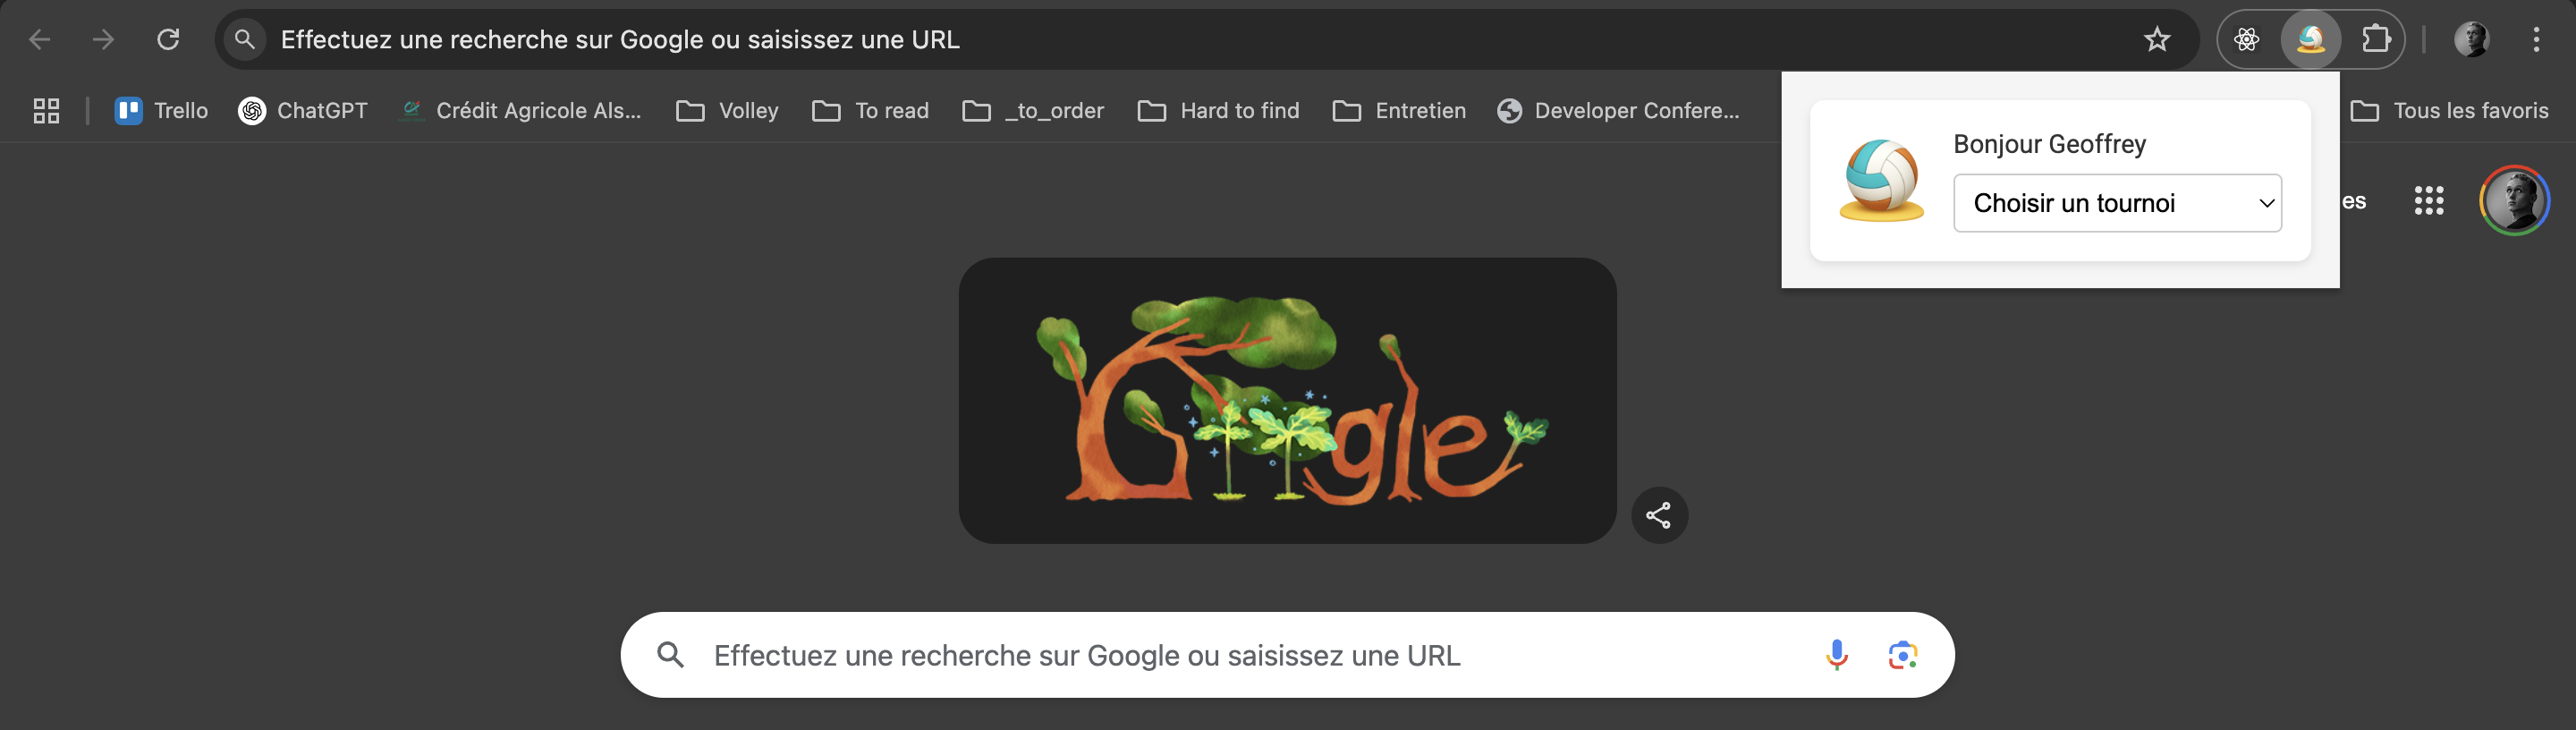 Effectuez une recherche sur Google ou saisissez une URL
Trello
ChatGPT
Crédit Agricole Als...
Volley
To read
_to_order
Hard to find
Entretien
Developer Confere...
Tous les favoris
Bonjour Geoffrey
Choisir un tournoi
es
Google
Effectuez une recherche sur Google ou saisissez une URL